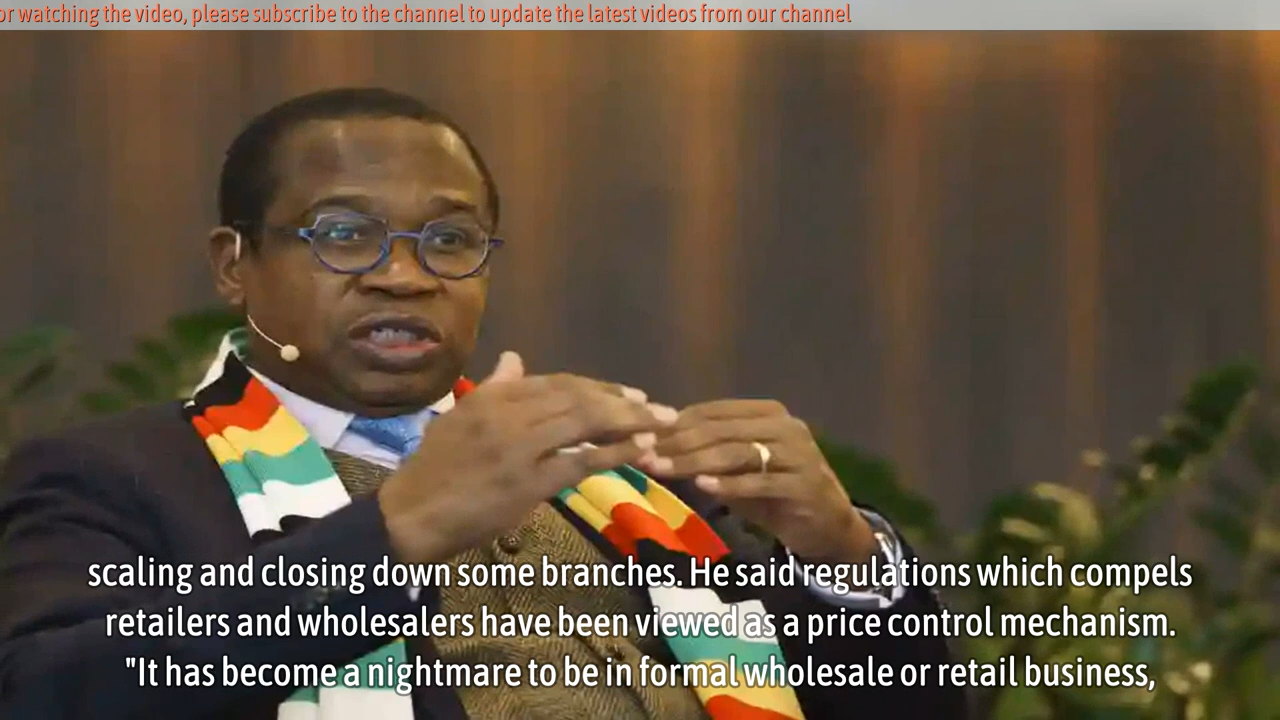 or watching the video, please subscribe to the channel to update the latest videos from our channel
scaling and closing down some branches. He said regulations which compels
retailers and wholesalers have been viewed as a price control mechanism.
"It has become a nightmare to be in formal wholesale or retail business,